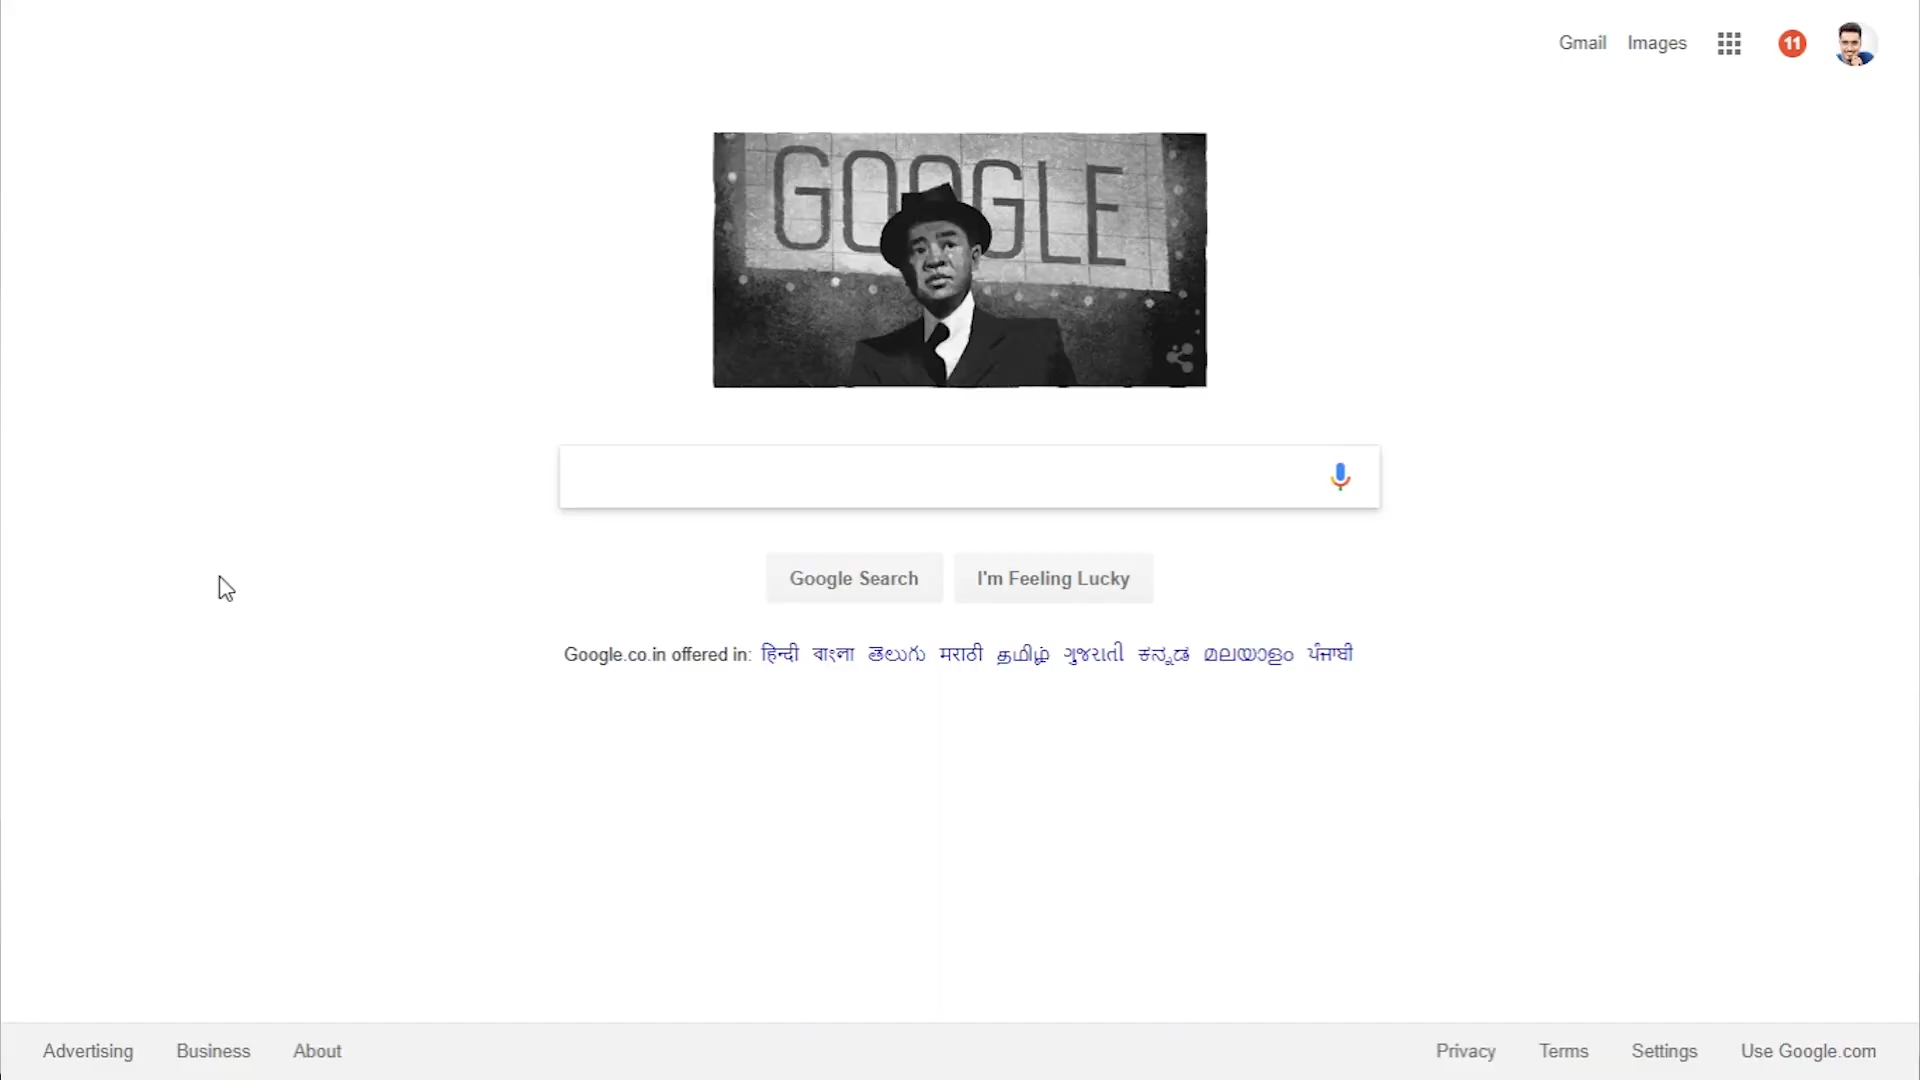 Gmail Images 11
GOOGLE
Google Search I'm Feeling Lucky
Google.co.in offered in: हिन्दी বাংলা తెలుగు मराठी தமிழ் ગુજરાતી ಕನ್ನಡ മലയാളം ਪੰਜਾਬੀ
Advertising Business About Privacy Terms Settings Use Google.com